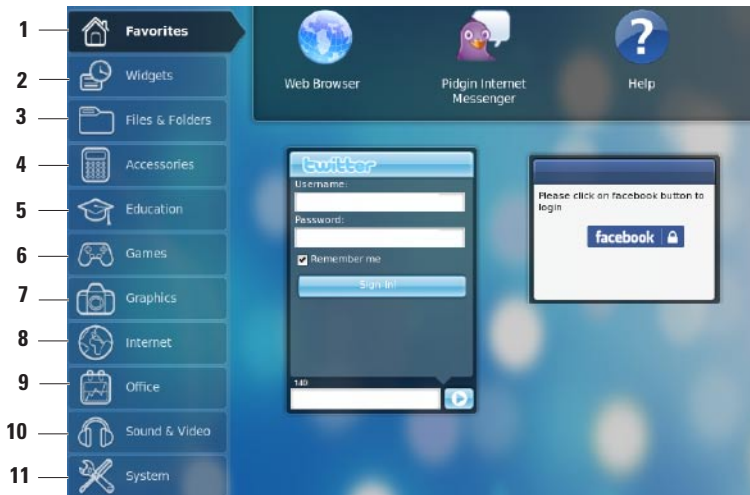 1 Favorites
2 Widgets
3 Files & Folders
4 Accessories
5 Education
6 Games
7 Graphics
8 Internet
9 Office
10 Sound & Video
11 System
Web Browser
Pidgin Internet
Messenger
Help
twitter
Username:
Password:
Remember me
Sign-In!
140
Please click on facebook button to
login
facebook